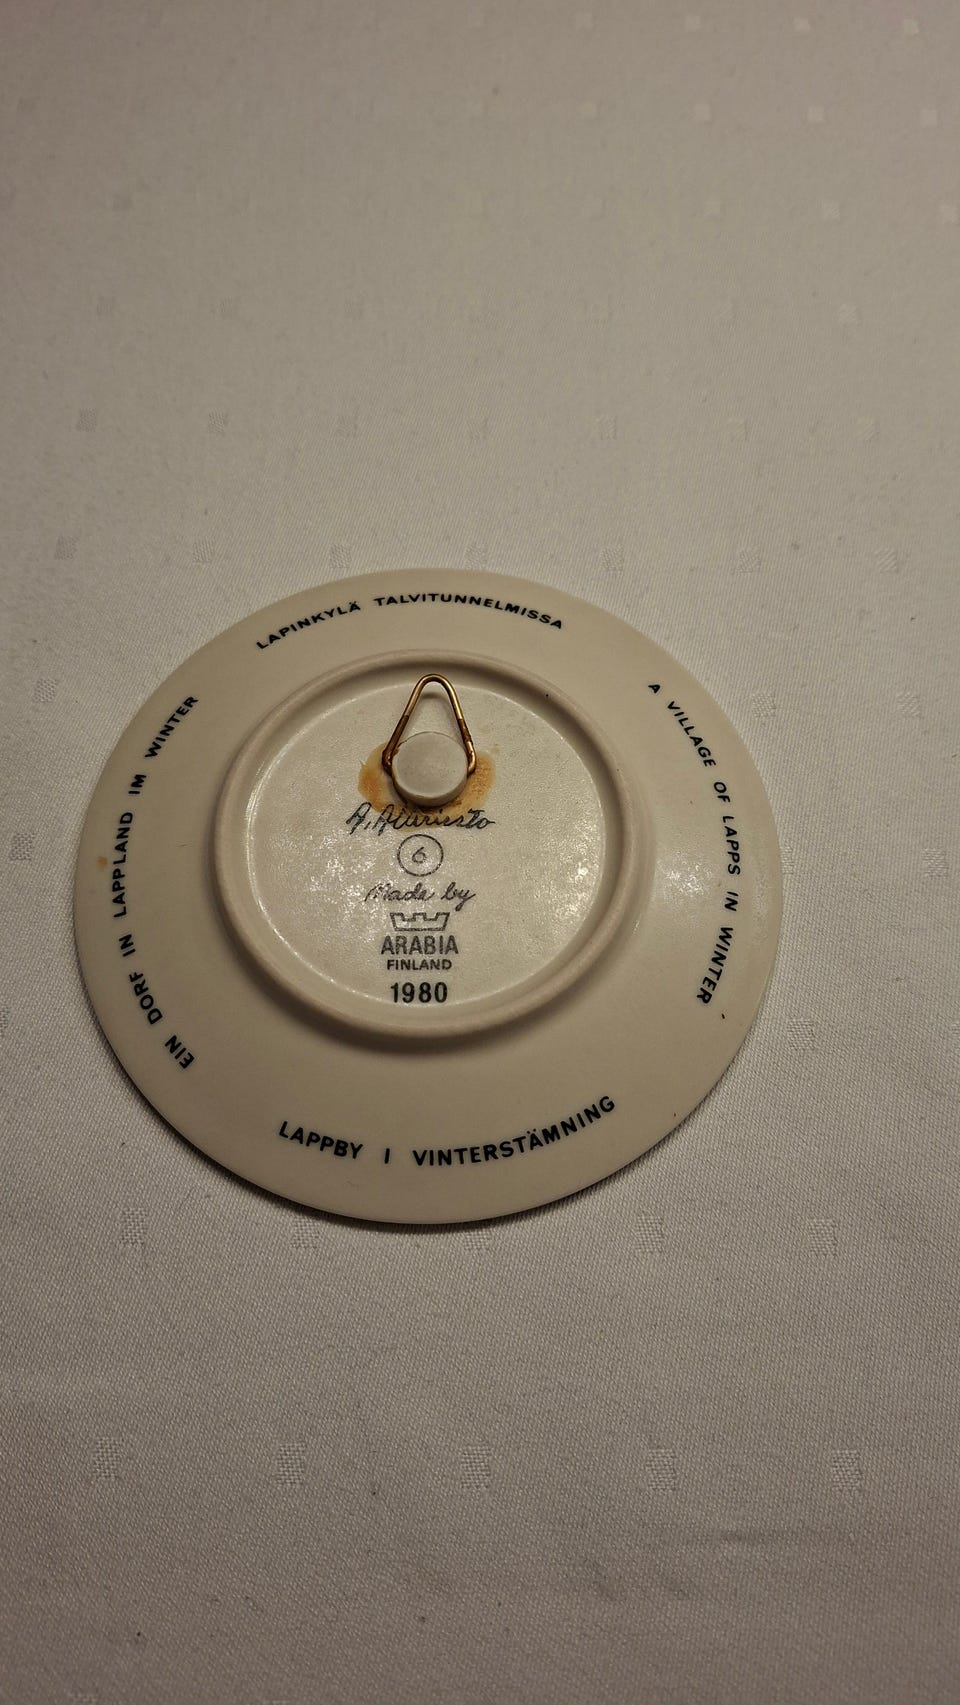 LAPINKYLÄ TALVITUNNELMISSA
A VILLAGE OF LAPPS IN WINTER
LAPPBY I VINTERSTÄMNING
EIN DORF IN LAPPLAND IM WINTER
A. Alariesto
6
Made by
ARABIA
FINLAND
1980